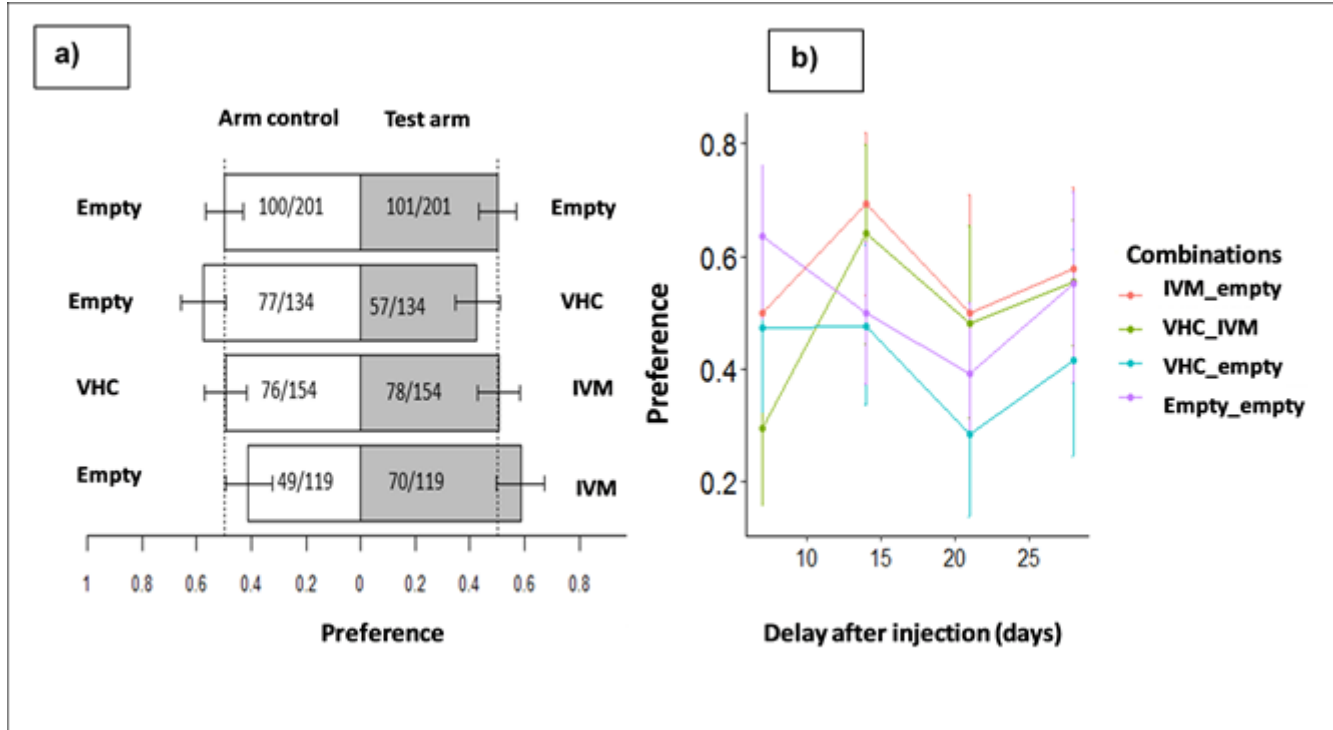 a)
Arm control Test arm
Empty 100/201 101/201 Empty
Empty 77/134 57/134 VHC
VHC 76/154 78/154 IVM
Empty 49/119 70/119 IVM
1 0.8 0.6 0.4 0.2 0 0.2 0.4 0.6 0.8
Preference
b)
Preference
0.8
0.6
0.4
0.2
10 15 20 25
Delay after injection (days)
Combinations
IVM_empty
VHC_IVM
VHC_empty
Empty_empty